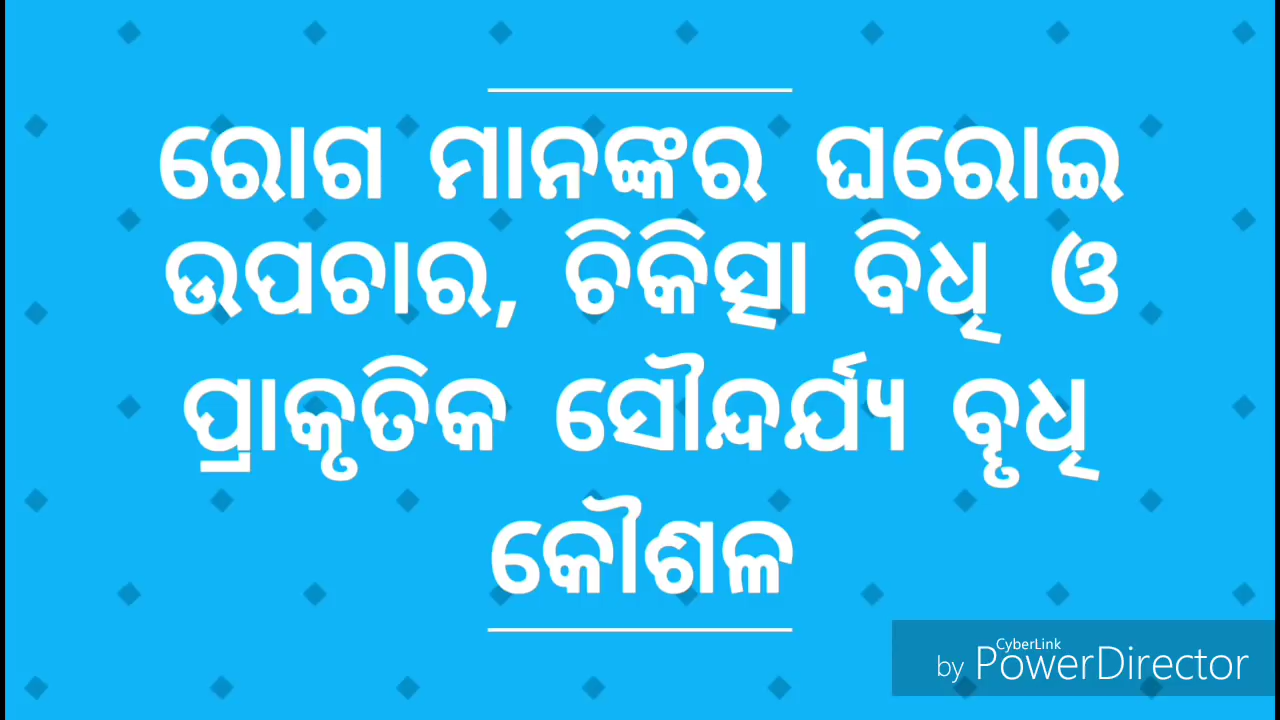 ରୋଗ ମାନଙ୍କର ଘରୋଇ
ଉପଚାର, ଚିକିତ୍ସା ବିଧି ଓ
ପ୍ରାକୃତିକ ସୌନ୍ଦର୍ଯ୍ୟ ବୃଧି
କୌଶଳ
CyberLink
by PowerDirector